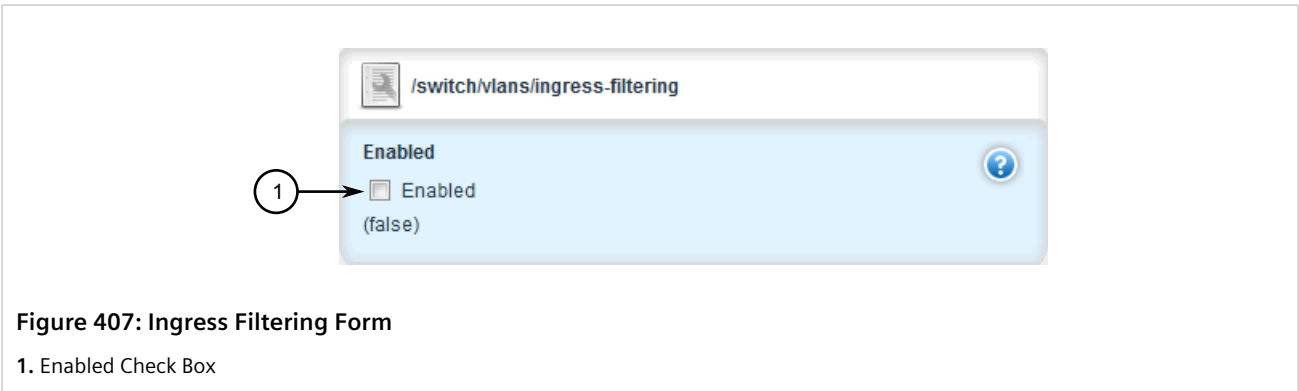 /switch/vlans/ingress-filtering
Enabled
?
1
Enabled
(false)
Figure 407: Ingress Filtering Form
1. Enabled Check Box